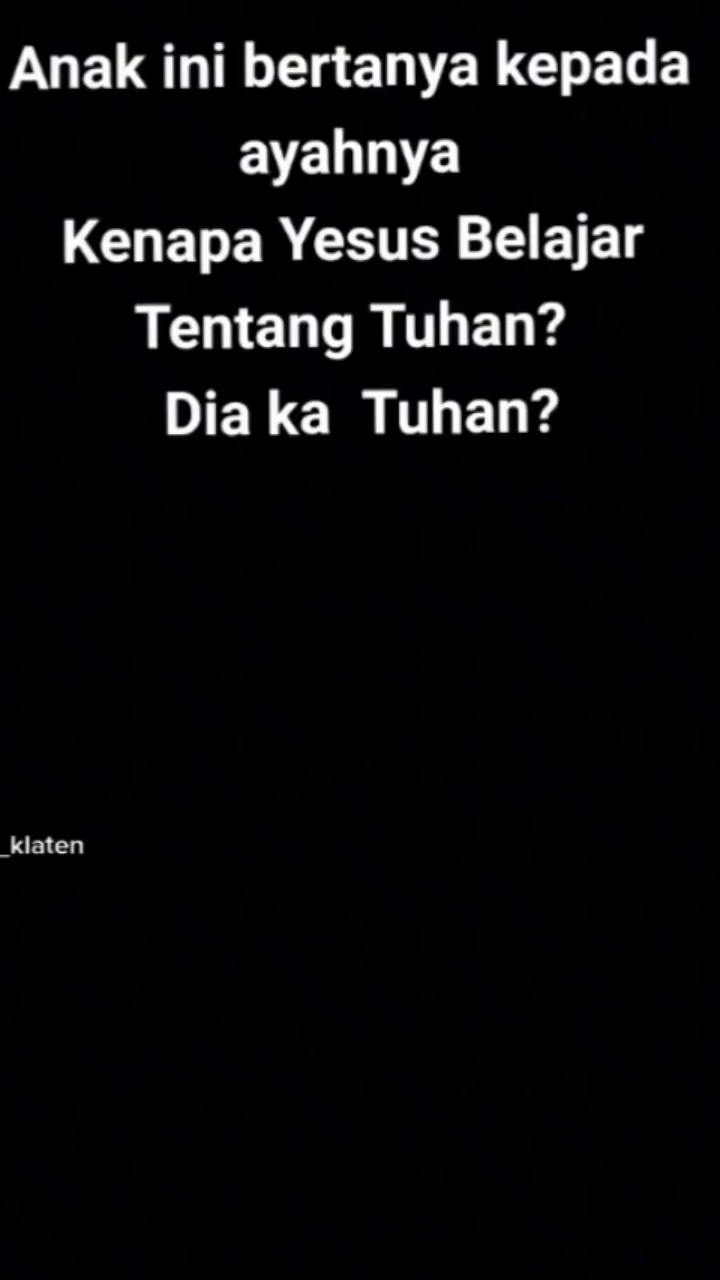 Anak ini bertanya kepada
ayahnya
Kenapa Yesus Belajar
Tentang Tuhan?
Dia ka Tuhan?
_klaten